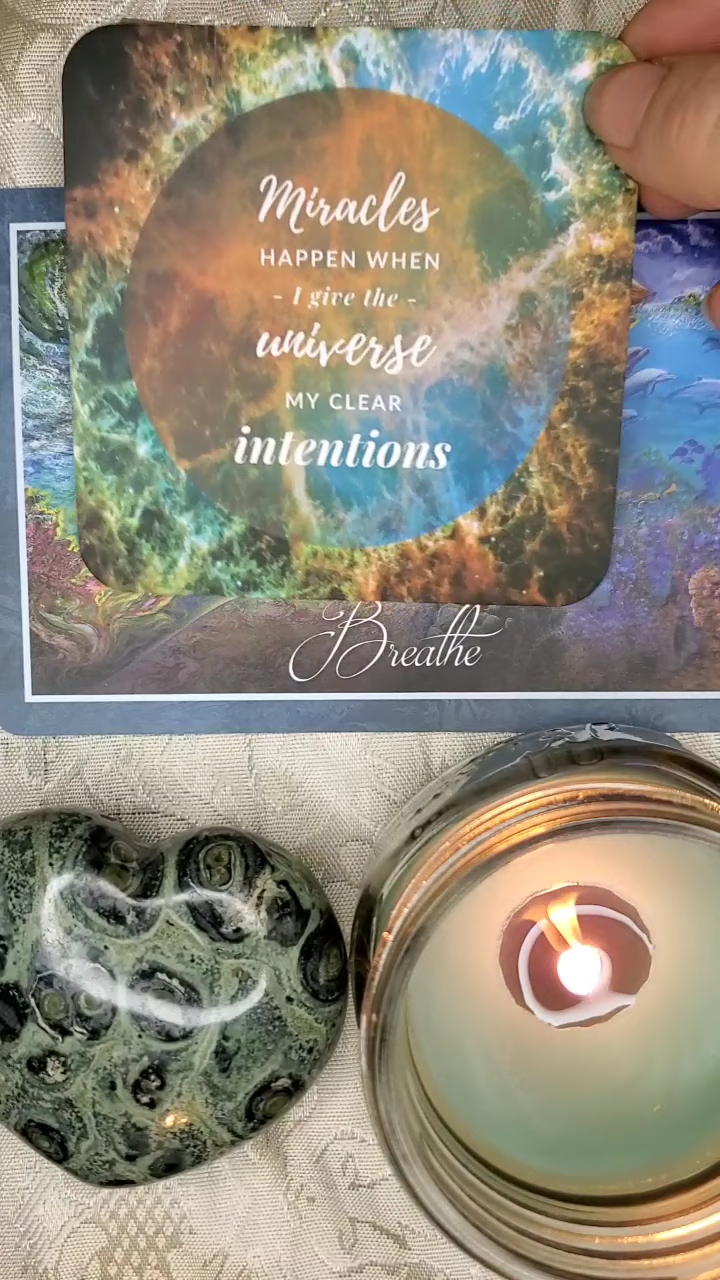 Miracles
HAPPEN WHEN
- I give the -
universe
MY CLEAR
intentions
Breathe